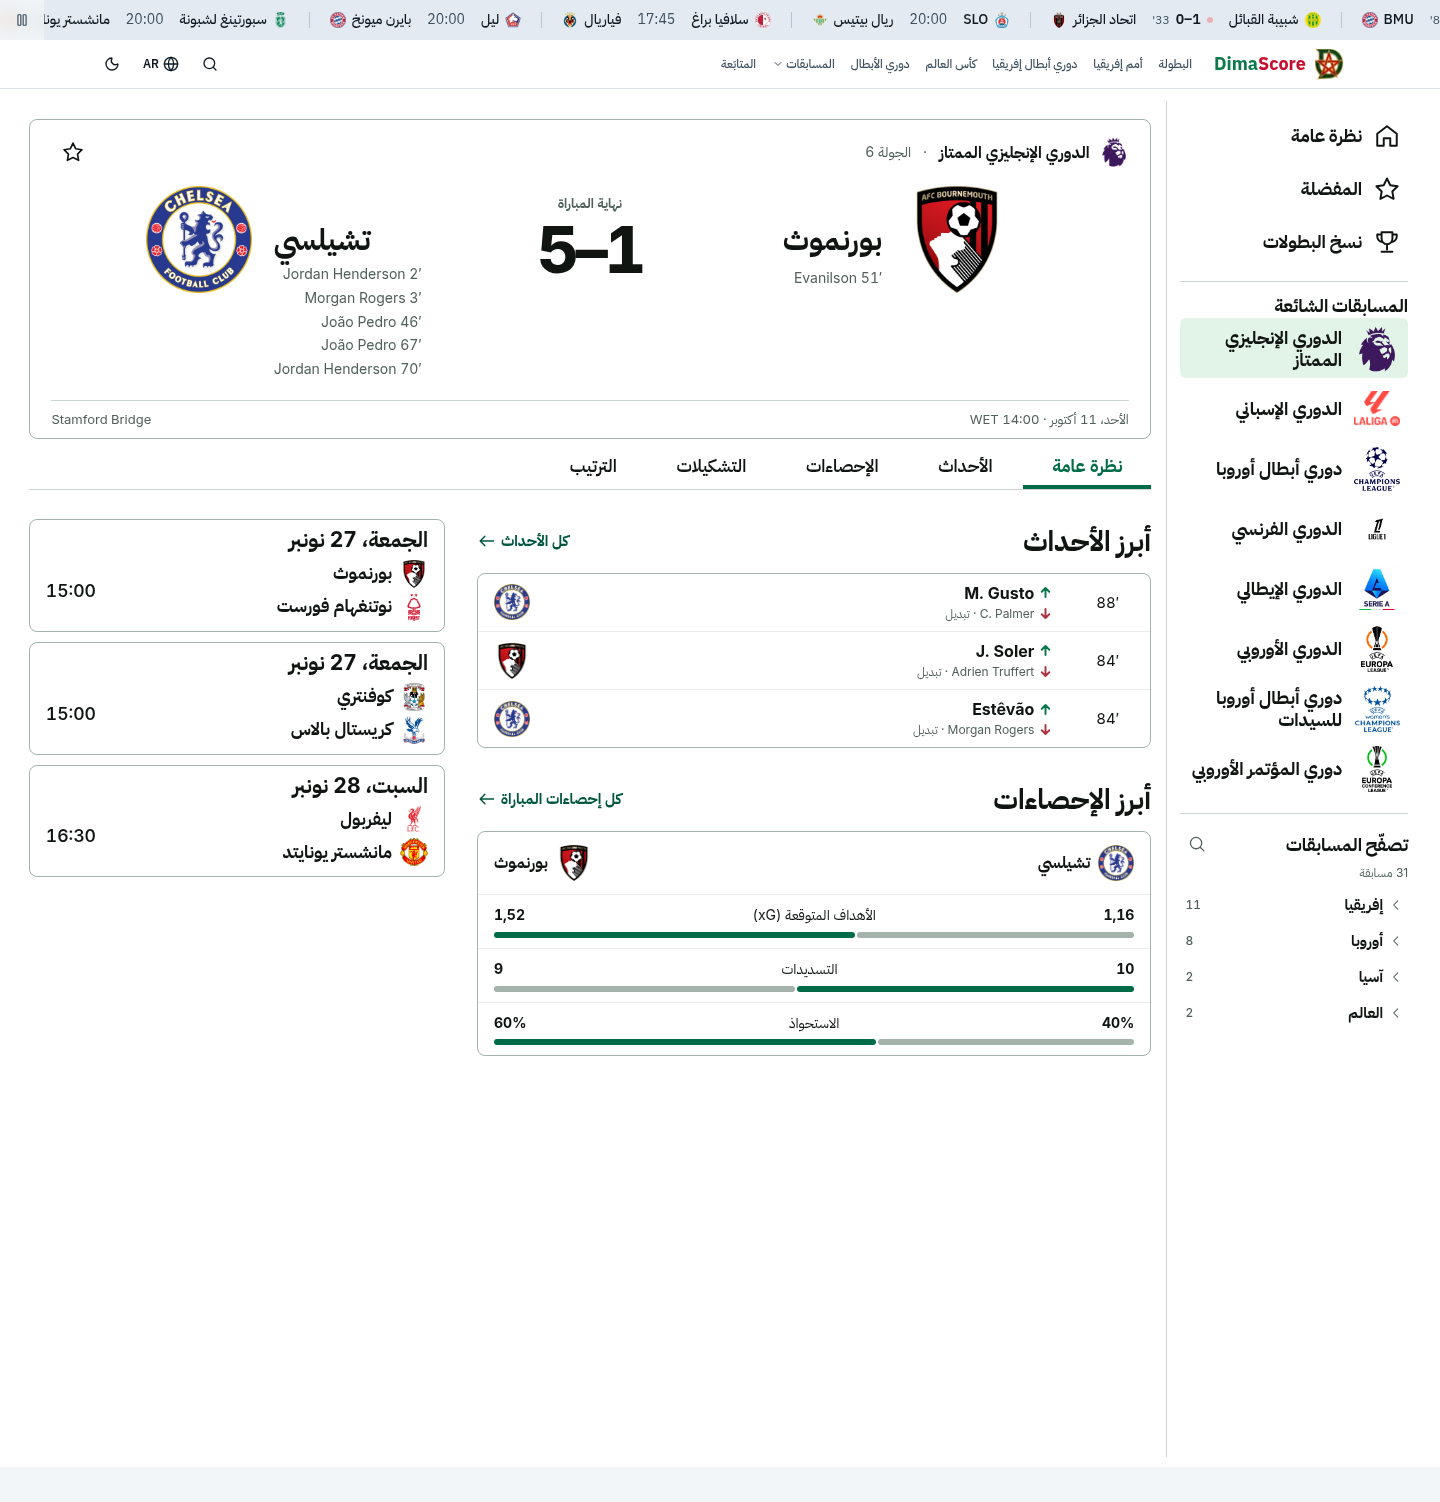 BMU
شبيبة القبائل 1–0 33' اتحاد الجزائر
SLO 20:00 ريال بيتيس
سلافيا براغ 17:45 فياريال
ليل 20:00 بايرن ميونخ
سبورتينغ لشبونة 20:00
DimaScore
البطولة
أمم إفريقيا
دوري أبطال إفريقيا
كأس العالم
دوري الأبطال
المسابقات
المتابَعة
AR
نظرة عامة
المفضلة
نسخ البطولات
المسابقات الشائعة
الدوري الإنجليزي الممتاز
الدوري الإسباني
دوري أبطال أوروبا
الدوري الفرنسي
الدوري الإيطالي
الدوري الأوروبي
دوري أبطال أوروبا للسيدات
دوري المؤتمر الأوروبي
تصفّح المسابقات
31 مسابقة
إفريقيا 11
أوروبا 8
آسيا 2
العالم 2
الدوري الإنجليزي الممتاز · الجولة 6
بورنموث
Evanilson 51’
نهاية المباراة
5–1
تشيلسي
Jordan Henderson 2’
Morgan Rogers 3’
João Pedro 46’
João Pedro 67’
Jordan Henderson 70’
الأحد، 11 أكتوبر · 14:00 WET
Stamford Bridge
نظرة عامة
الأحداث
الإحصاءات
التشكيلات
الترتيب
أبرز الأحداث
كل الأحداث
88’
M. Gusto
C. Palmer · تبديل
84’
J. Soler
Adrien Truffert · تبديل
84’
Estêvão
Morgan Rogers · تبديل
أبرز الإحصاءات
كل إحصاءات المباراة
تشيلسي
بورنموث
1,16 الأهداف المتوقعة (xG) 1,52
10 التسديدات 9
40% الاستحواذ 60%
الجمعة، 27 نونبر
بورنموث
نوتنغهام فورست
15:00
الجمعة، 27 نونبر
كوفنتري
كريستال بالاس
15:00
السبت، 28 نونبر
ليفربول
مانشستر يونايتد
16:30